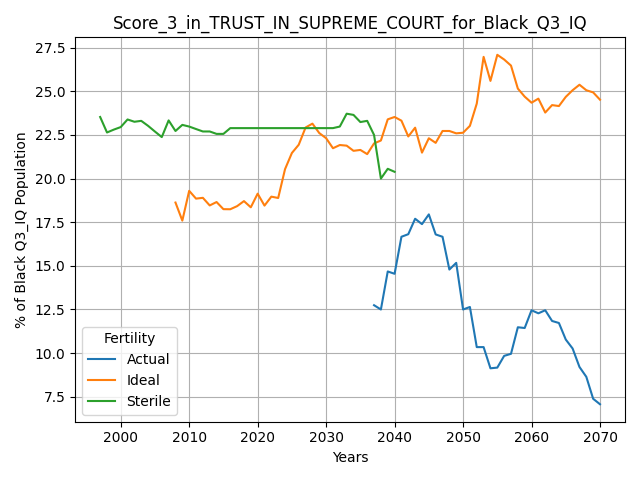 Score_3_in_TRUST_IN_SUPREME_COURT_for_Black_Q3_IQ
% of Black Q3_IQ Population
27.5
25.0
22.5
20.0
17.5
15.0
12.5
10.0
7.5
Fertility
Actual
Ideal
Sterile
2000 2010 2020 2030 2040 2050 2060 2070
Years